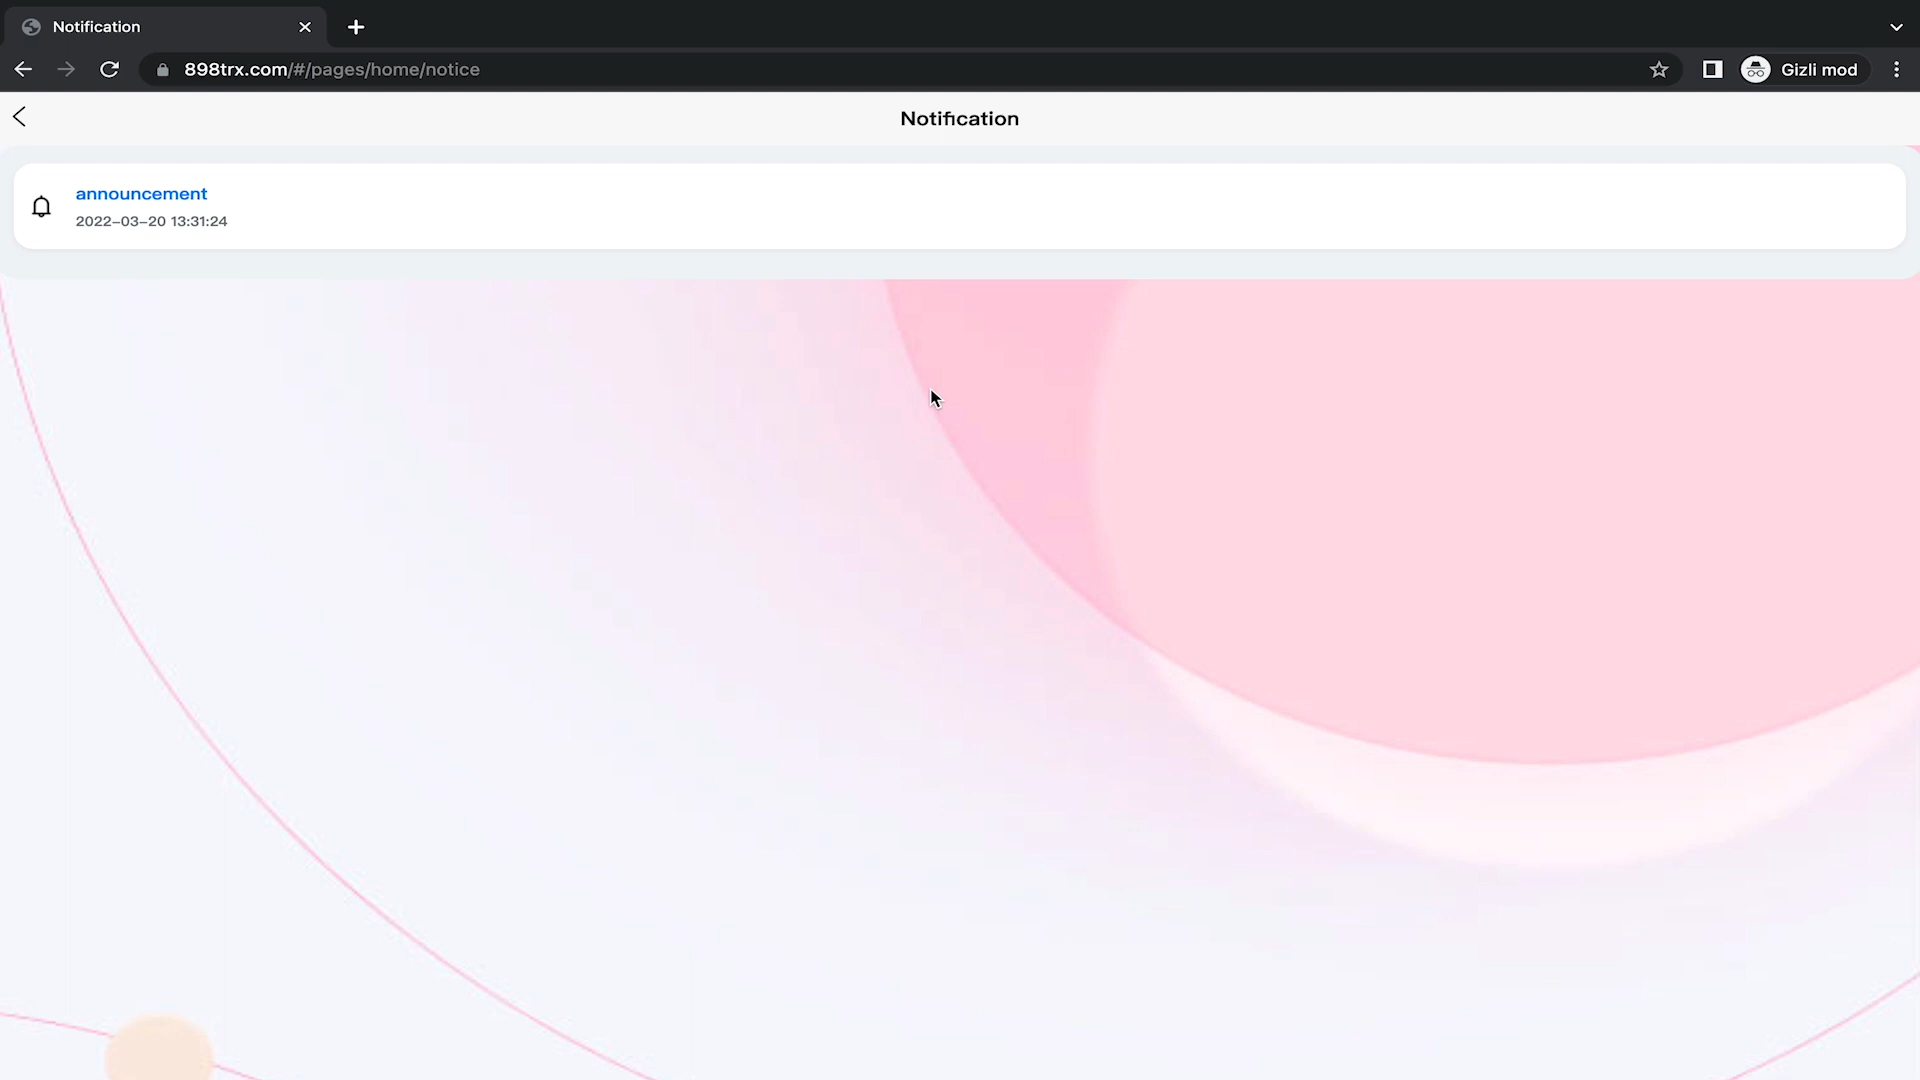 Notification
898trx.com/#/pages/home/notice
Gizli mod
Notification
announcement
2022-03-20 13:31:24